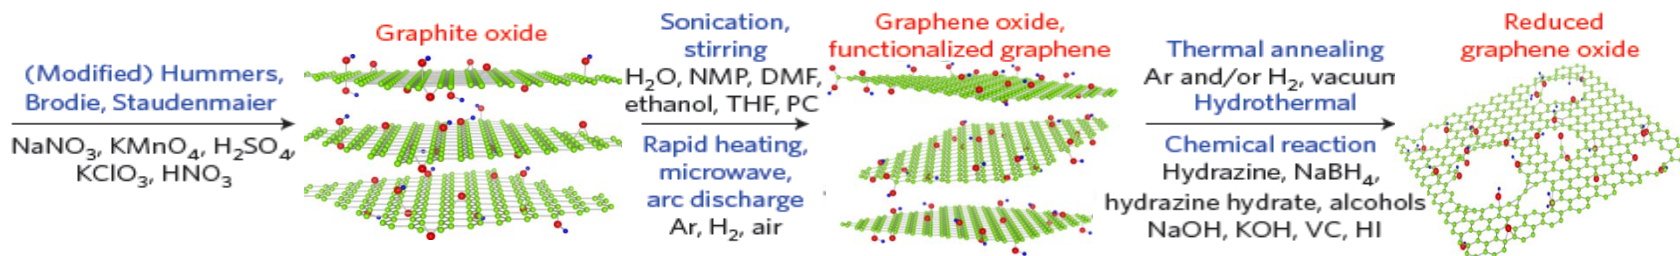 (Modified) Hummers,
Brodie, Staudenmaier
NaNO₃, KMnO₄, H₂SO₄,
KClO₃, HNO₃
Graphite oxide
Sonication,
stirring
H₂O, NMP, DMF,
ethanol, THF, PC
Rapid heating,
microwave,
arc discharge
Ar, H₂, air
Graphene oxide,
functionalized graphene
Thermal annealing
Ar and/or H₂, vacuum
Hydrothermal
Chemical reaction
Hydrazine, NaBH₄,
hydrazine hydrate, alcohols
NaOH, KOH, VC, HI
Reduced
graphene oxide